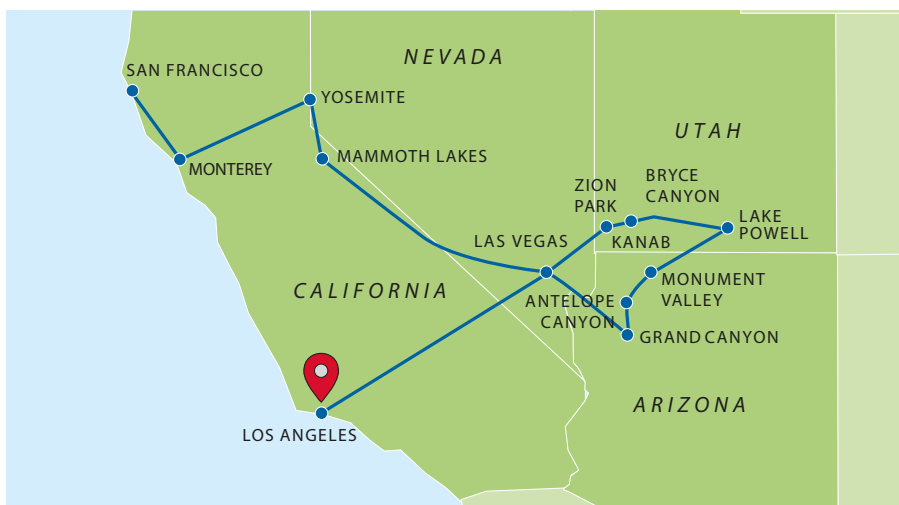 NEVADA
SAN FRANCISCO
YOSEMITE
UTAH
MONTEREY
MAMMOTH LAKES
ZION
PARK
BRYCE
CANYON
KANAB
LAKE
POWELL
LAS VEGAS
CALIFORNIA
ANTELOPE
CANYON
MONUMENT
VALLEY
GRAND CANYON
ARIZONA
LOS ANGELES